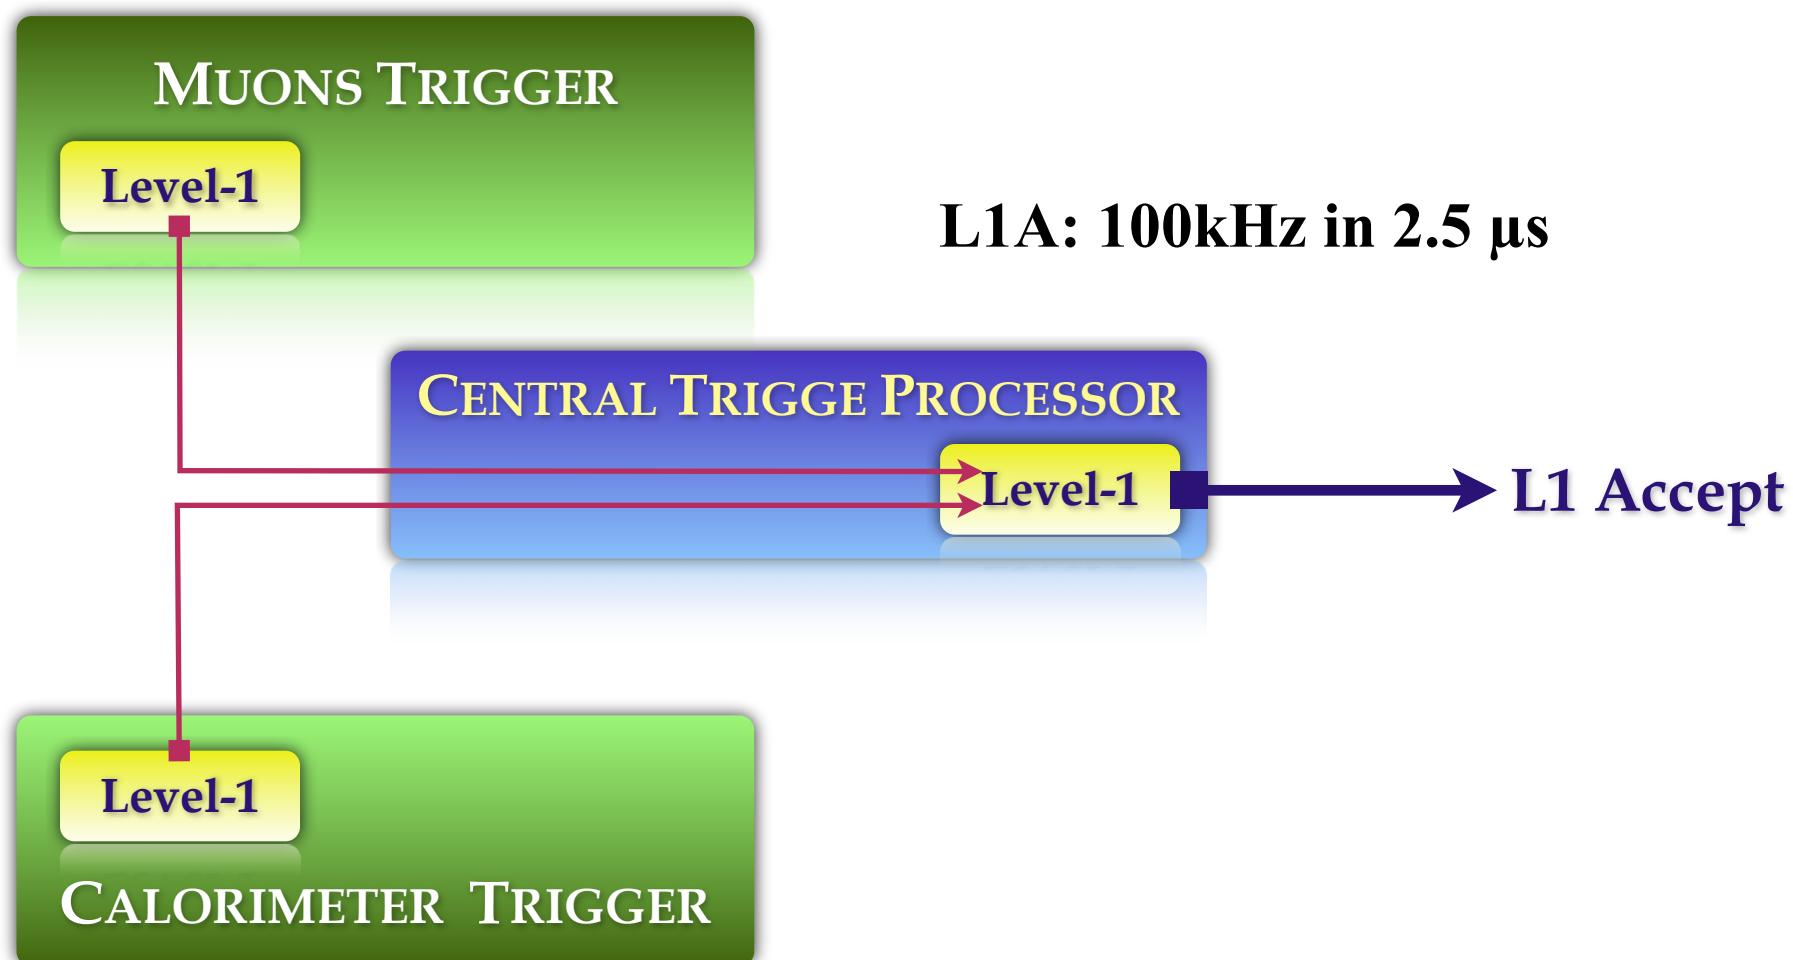 MUONS TRIGGER
Level-1
L1A: 100kHz in 2.5 µs
CENTRAL TRIGGE PROCESSOR
Level-1
L1 Accept
Level-1
CALORIMETER TRIGGER